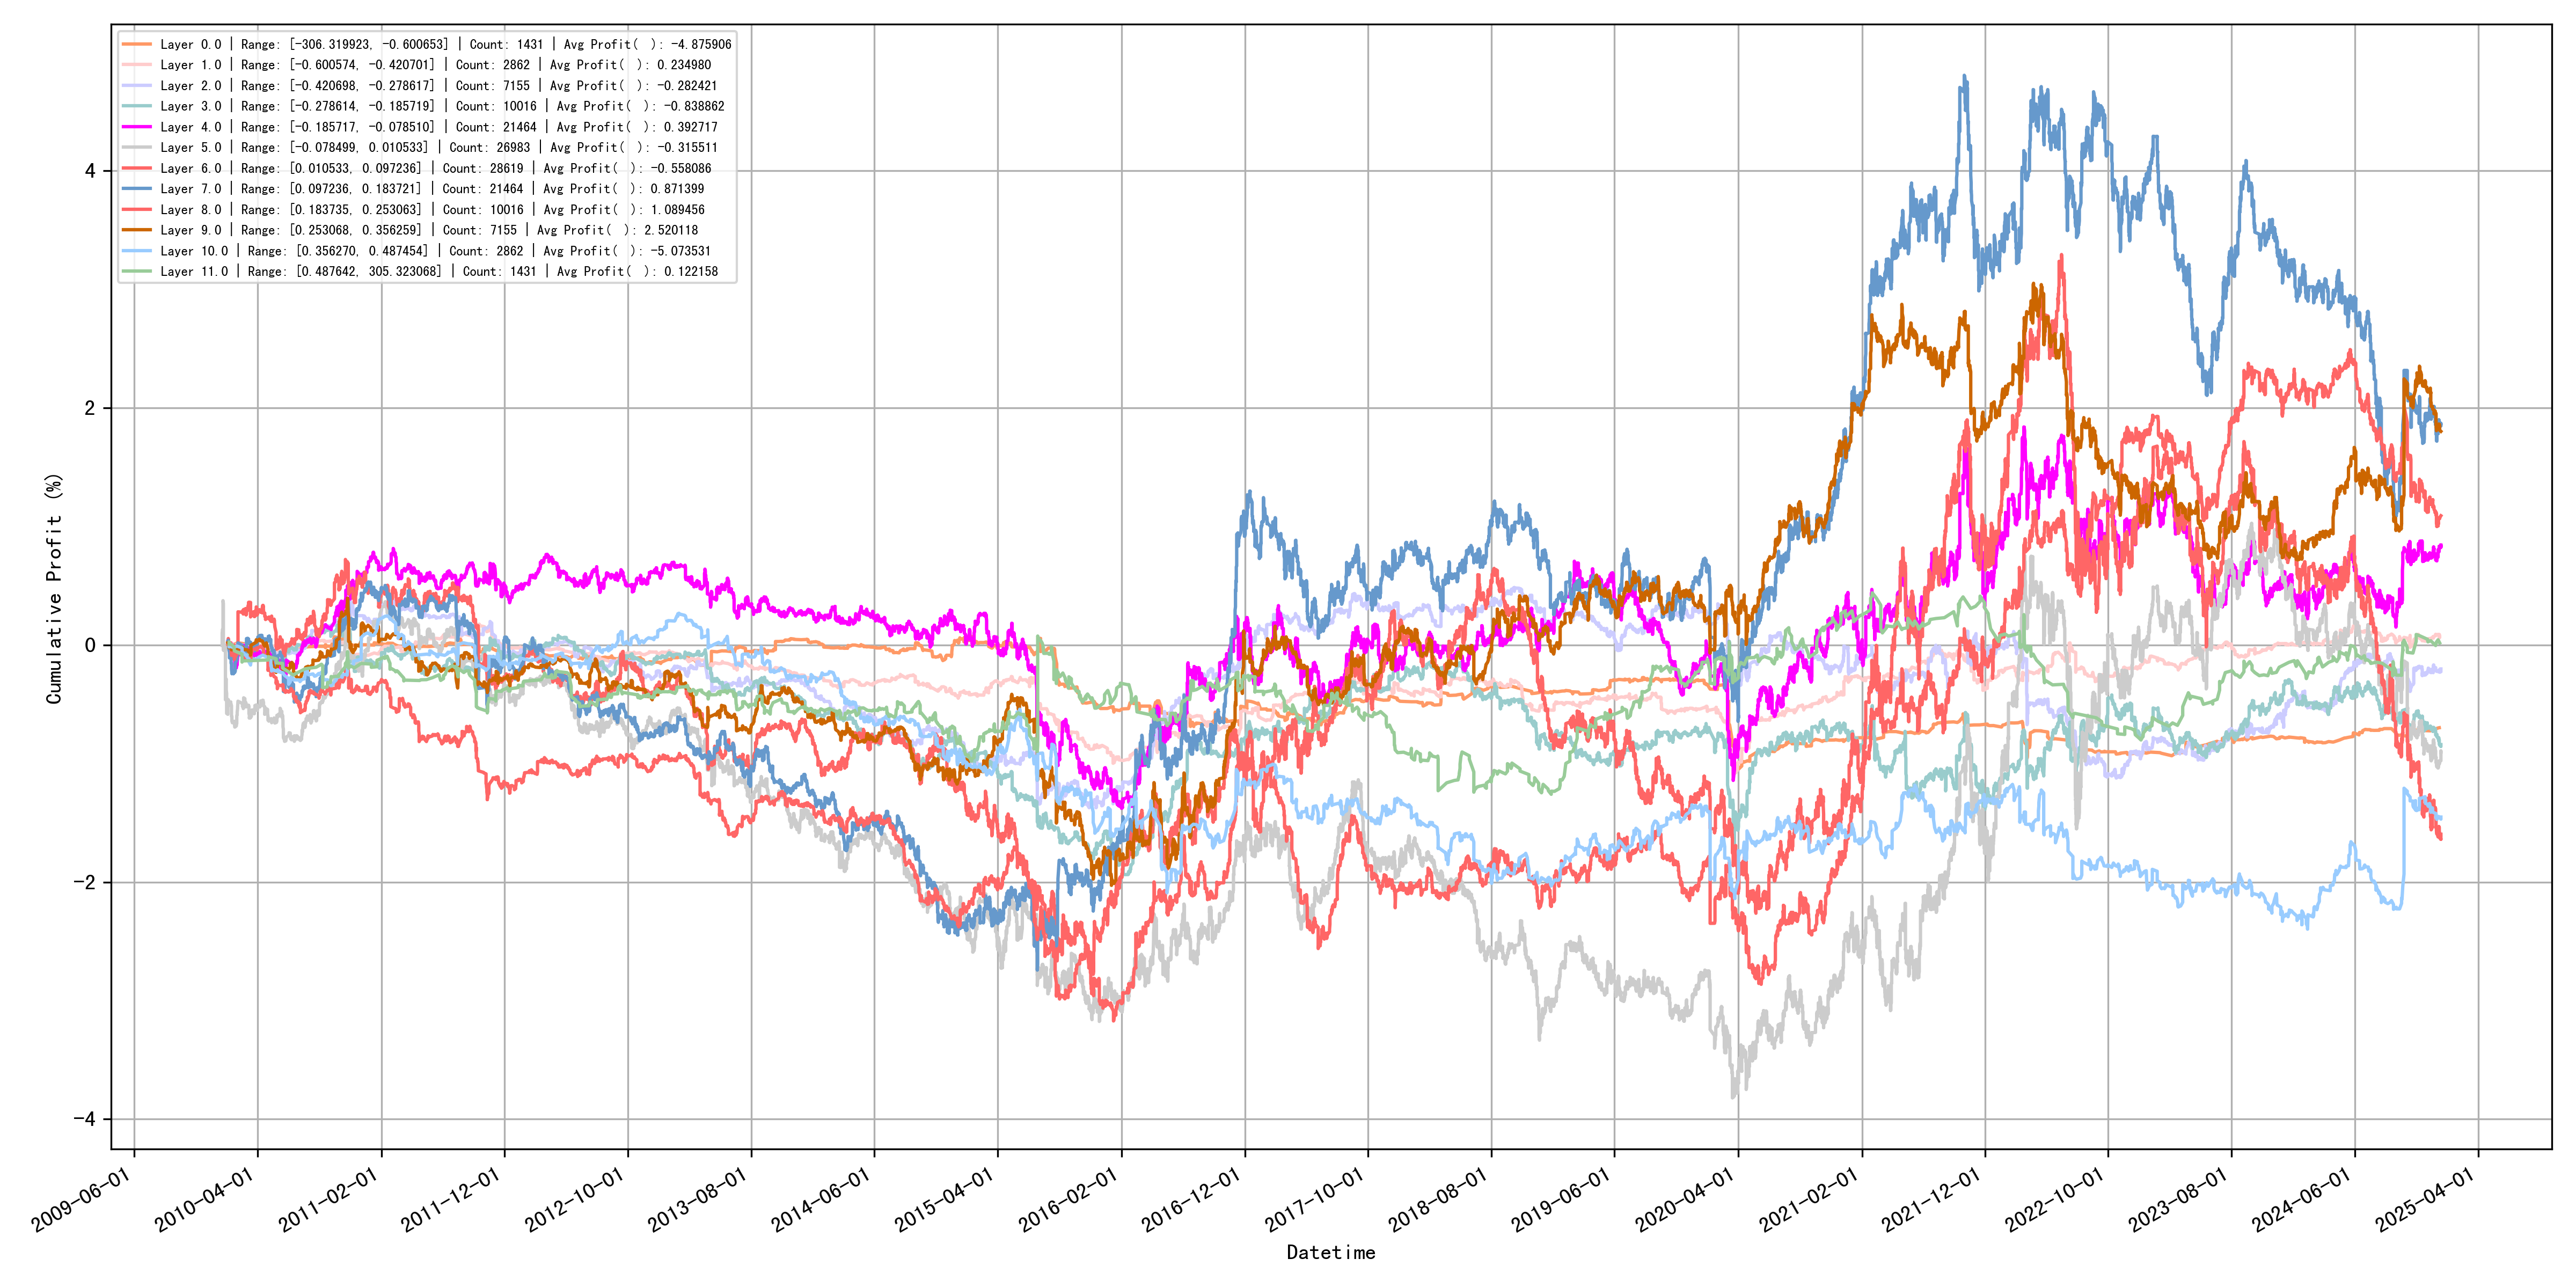 Layer 0.0 | Range: [-306.319923, -0.600653] | Count: 1431 | Avg Profit( ): -4.875906
Layer 1.0 | Range: [-0.600574, -0.420701] | Count: 2862 | Avg Profit( ): 0.234980
Layer 2.0 | Range: [-0.420698, -0.278617] | Count: 7155 | Avg Profit( ): -0.282421
Layer 3.0 | Range: [-0.278614, -0.185719] | Count: 10016 | Avg Profit( ): -0.838862
Layer 4.0 | Range: [-0.185717, -0.078510] | Count: 21464 | Avg Profit( ): 0.392717
Layer 5.0 | Range: [-0.078499, 0.010533] | Count: 26983 | Avg Profit( ): -0.315511
Layer 6.0 | Range: [0.010533, 0.097236] | Count: 28619 | Avg Profit( ): -0.558086
Layer 7.0 | Range: [0.097236, 0.183721] | Count: 21464 | Avg Profit( ): 0.871399
Layer 8.0 | Range: [0.183735, 0.253063] | Count: 10016 | Avg Profit( ): 1.089456
Layer 9.0 | Range: [0.253068, 0.356259] | Count: 7155 | Avg Profit( ): 2.520118
Layer 10.0 | Range: [0.356270, 0.487454] | Count: 2862 | Avg Profit( ): -5.073531
Layer 11.0 | Range: [0.487642, 305.323068] | Count: 1431 | Avg Profit( ): 0.122158
4
2
0
-2
-4
Cumulative Profit (%)
2009-06-01
2010-04-01
2011-02-01
2011-12-01
2012-10-01
2013-08-01
2014-06-01
2015-04-01
2016-02-01
2016-12-01
2017-10-01
2018-08-01
2019-06-01
2020-04-01
2021-02-01
2021-12-01
2022-10-01
2023-08-01
2024-06-01
2025-04-01
Datetime